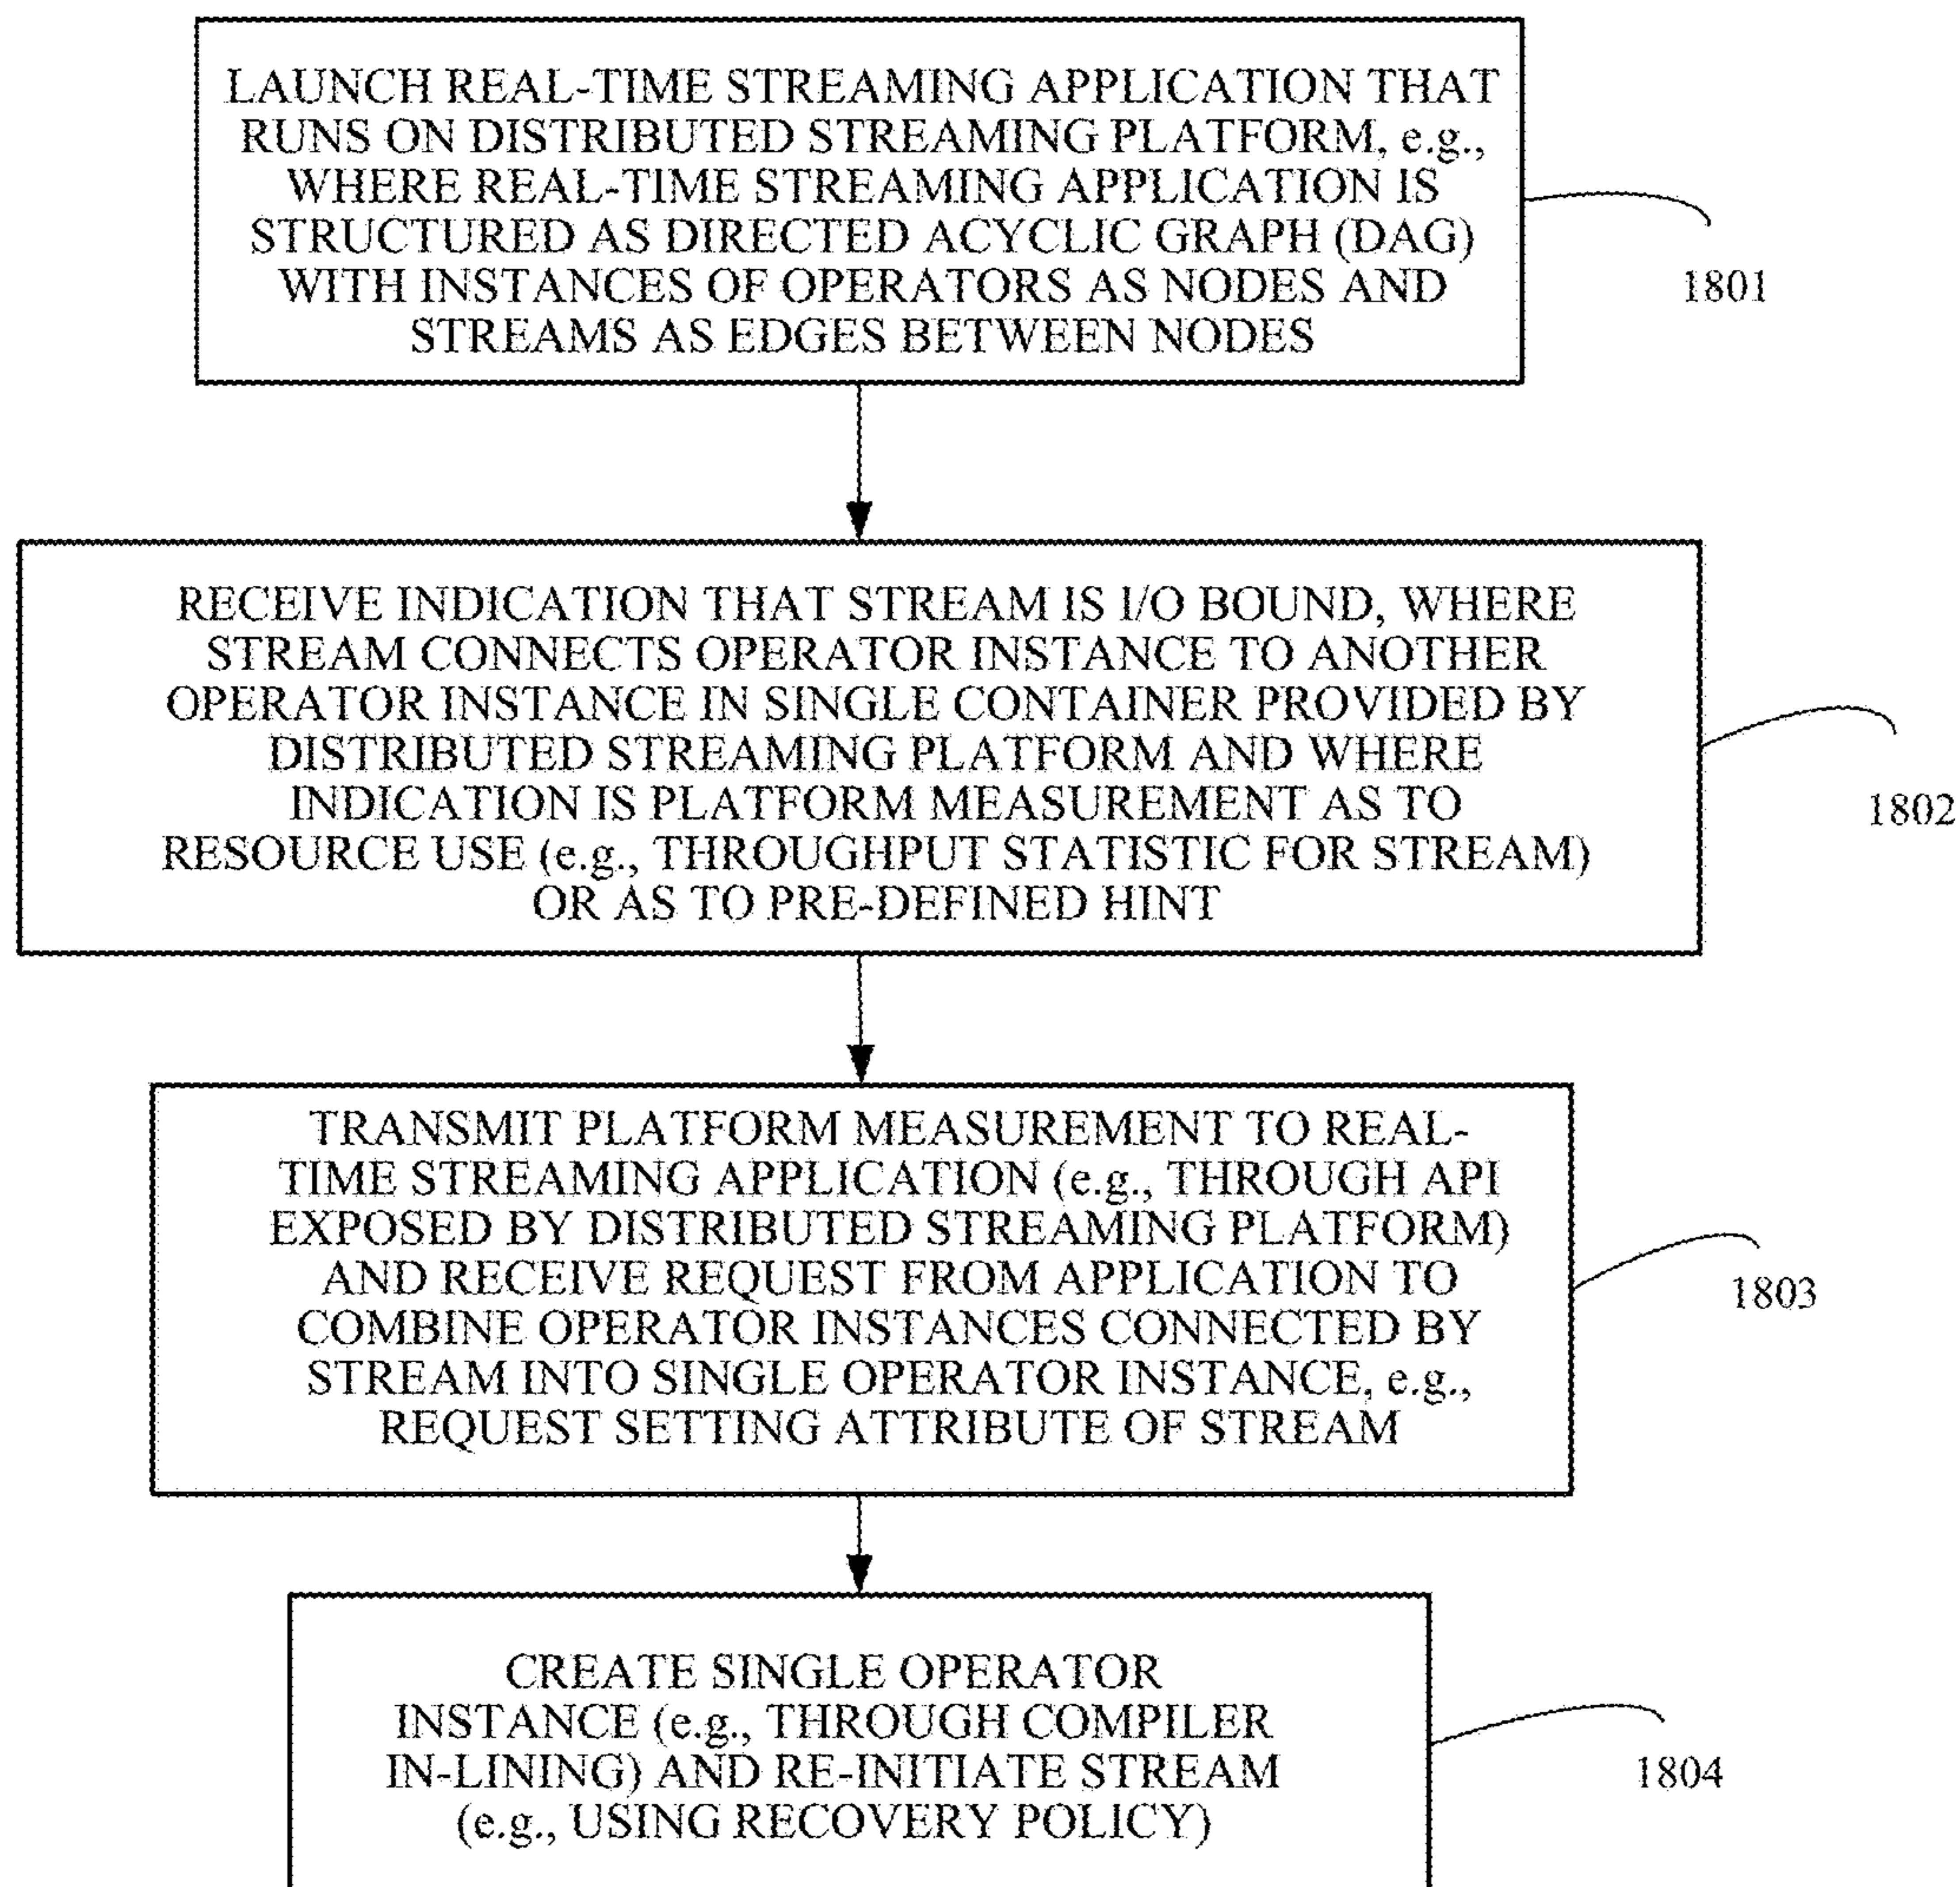 LAUNCH REAL-TIME STREAMING APPLICATION THAT
RUNS ON DISTRIBUTED STREAMING PLATFORM, e.g.,
WHERE REAL-TIME STREAMING APPLICATION IS
STRUCTURED AS DIRECTED ACYCLIC GRAPH (DAG)
WITH INSTANCES OF OPERATORS AS NODES AND
STREAMS AS EDGES BETWEEN NODES
1801
RECEIVE INDICATION THAT STREAM IS I/O BOUND, WHERE
STREAM CONNECTS OPERATOR INSTANCE TO ANOTHER
OPERATOR INSTANCE IN SINGLE CONTAINER PROVIDED BY
DISTRIBUTED STREAMING PLATFORM AND WHERE
INDICATION IS PLATFORM MEASUREMENT AS TO
RESOURCE USE (e.g., THROUGHPUT STATISTIC FOR STREAM)
OR AS TO PRE-DEFINED HINT
1802
TRANSMIT PLATFORM MEASUREMENT TO REAL-
TIME STREAMING APPLICATION (e.g., THROUGH API
EXPOSED BY DISTRIBUTED STREAMING PLATFORM)
AND RECEIVE REQUEST FROM APPLICATION TO
COMBINE OPERATOR INSTANCES CONNECTED BY
STREAM INTO SINGLE OPERATOR INSTANCE, e.g.,
REQUEST SETTING ATTRIBUTE OF STREAM
1803
CREATE SINGLE OPERATOR
INSTANCE (e.g., THROUGH COMPILER
IN-LINING) AND RE-INITIATE STREAM
(e.g., USING RECOVERY POLICY)
1804